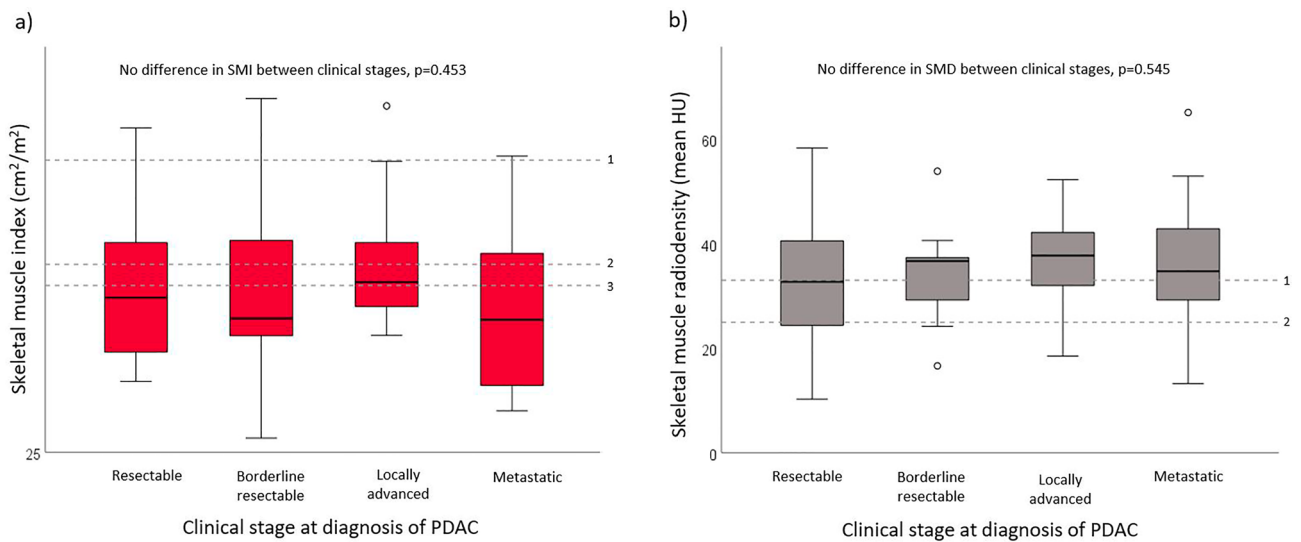 a)
No difference in SMI between clinical stages, p=0.453
Skeletal muscle index (cm²/m²)
1
2
3
25
Resectable
Borderline
resectable
Locally
advanced
Metastatic
Clinical stage at diagnosis of PDAC
b)
No difference in SMD between clinical stages, p=0.545
Skeletal muscle radiodensity (mean HU)
60
40
20
0
1
2
Resectable
Borderline
resectable
Locally
advanced
Metastatic
Clinical stage at diagnosis of PDAC